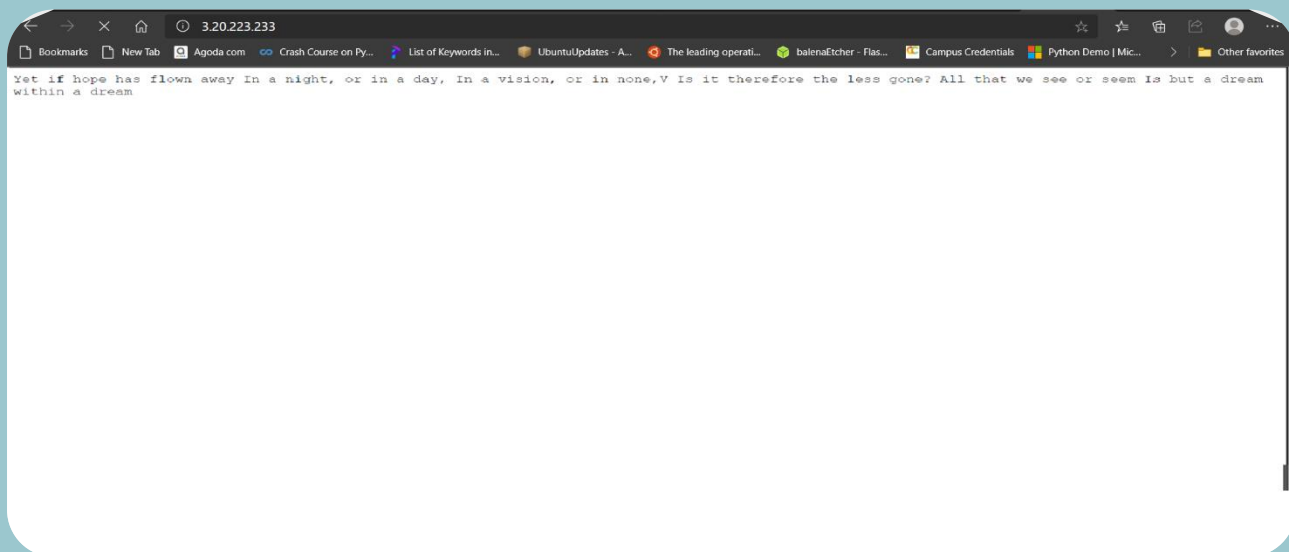 3.20.223.233
Bookmarks New Tab Agoda com Crash Course on Py... List of Keywords in... UbuntuUpdates - A... The leading operati... balenaEtcher - Flas... Campus Credentials Python Demo | Mic... Other favorites
Yet if hope has flown away In a night, or in a day, In a vision, or in none,V Is it therefore the less gone? All that we see or seem Is but a dream
within a dream